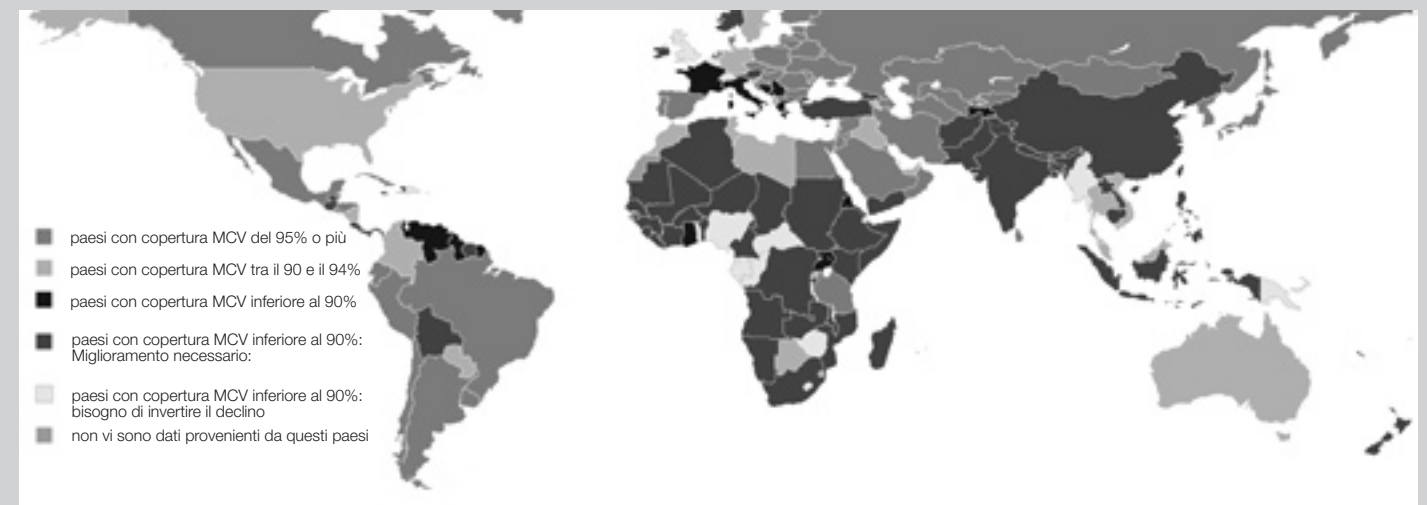 paesi con copertura MCV del 95% o più
paesi con copertura MCV tra il 90 e il 94%
paesi con copertura MCV inferiore al 90%
paesi con copertura MCV inferiore al 90%:
Miglioramento necessario:
paesi con copertura MCV inferiore al 90%:
bisogno di invertire il declino
non vi sono dati provenienti da questi paesi